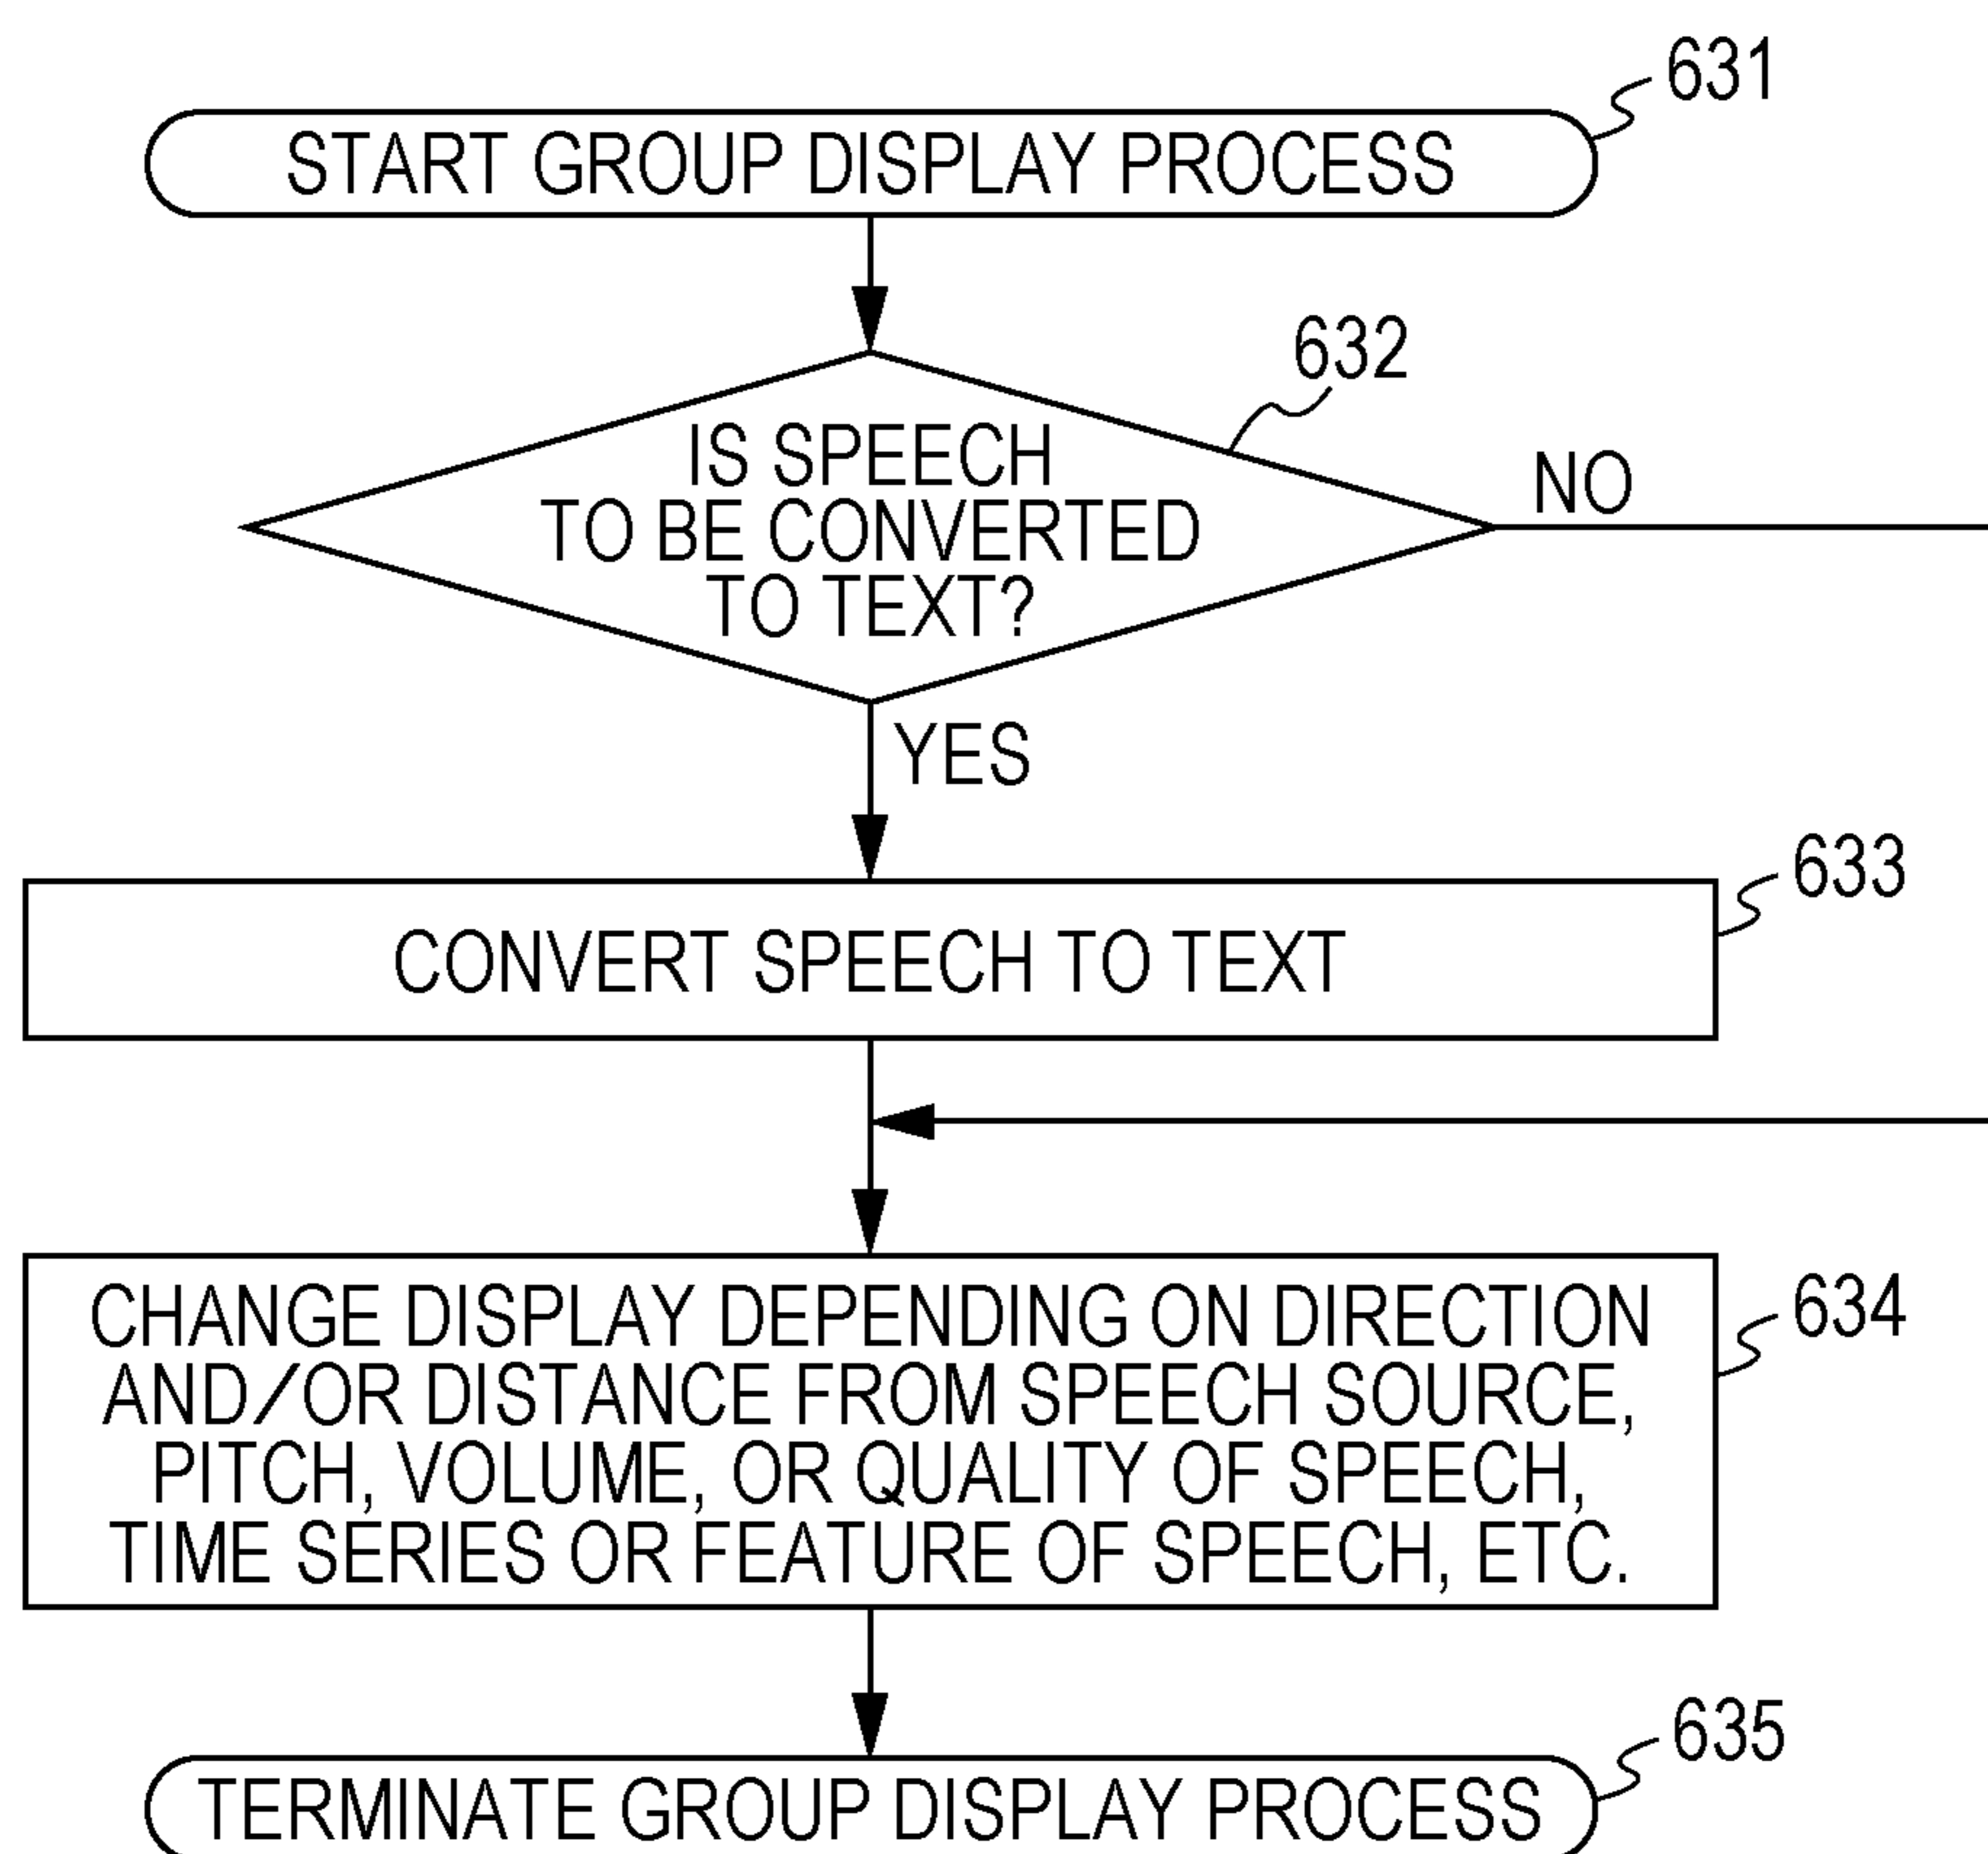 631
START GROUP DISPLAY PROCESS
632
IS SPEECH
TO BE CONVERTED
TO TEXT?
NO
YES
633
CONVERT SPEECH TO TEXT
634
CHANGE DISPLAY DEPENDING ON DIRECTION
AND/OR DISTANCE FROM SPEECH SOURCE,
PITCH, VOLUME, OR QUALITY OF SPEECH,
TIME SERIES OR FEATURE OF SPEECH, ETC.
635
TERMINATE GROUP DISPLAY PROCESS